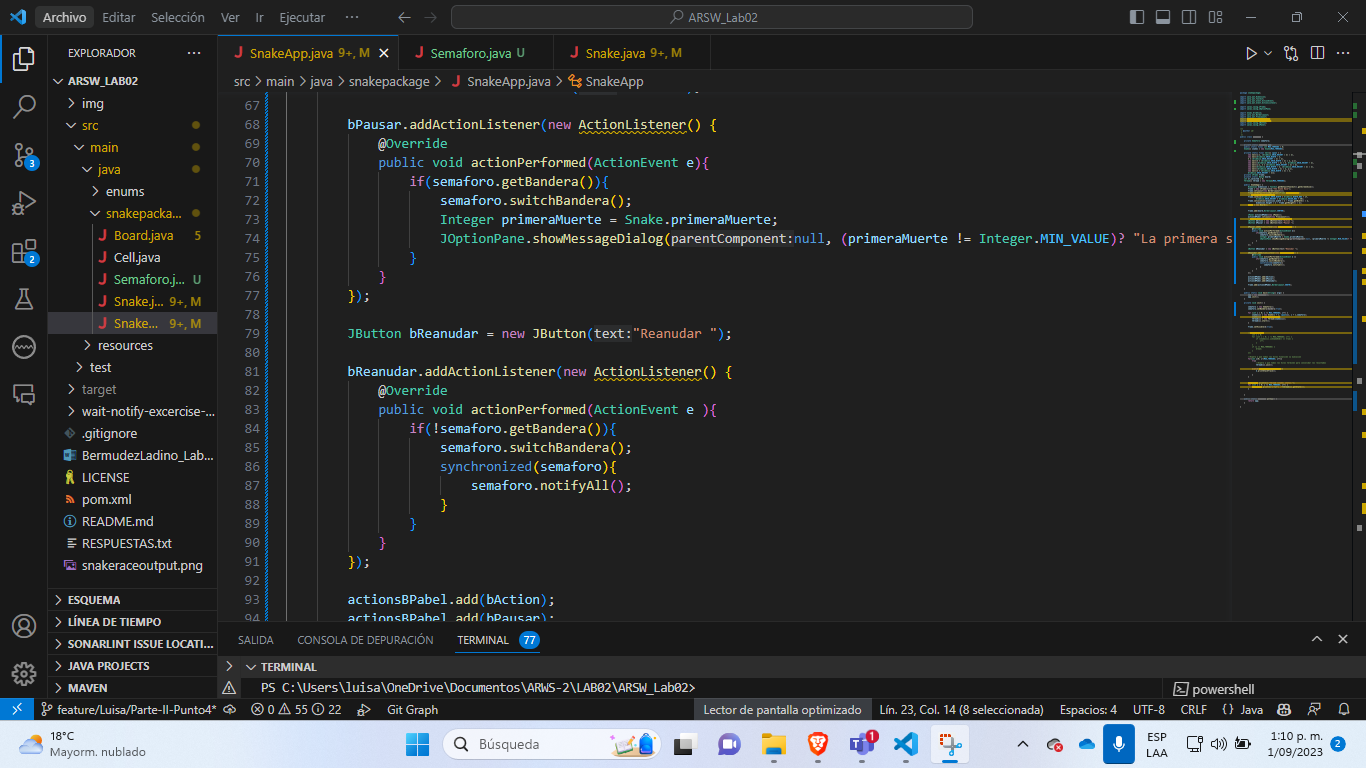 Archivo Editar Selección Ver Ir Ejecutar ··· ARSW_Lab02
EXPLORADOR ···
ARSW_LAB02
img
src
main
java
enums
snakepacka...
Board.java 5
Cell.java
Semaforo.j... U
Snake.j... 9+, M
Snake... 9+, M
resources
test
target
wait-notify-excercise-...
.gitignore
BermudezLadino_Lab...
LICENSE
pom.xml
README.md
RESPUESTAS.txt
snakeraceoutput.png
ESQUEMA
LÍNEA DE TIEMPO
SONARLINT ISSUE LOCATI...
JAVA PROJECTS
MAVEN
3
2
SnakeApp.java 9+, M Semaforo.java U Snake.java 9+, M
src > main > java > snakepackage > SnakeApp.java > SnakeApp
67
68 bPausar.addActionListener(new ActionListener() {
69 @Override
70 public void actionPerformed(ActionEvent e){
71 if(semaforo.getBandera()){
72 semaforo.switchBandera();
73 Integer primeraMuerte = Snake.primeraMuerte;
74 JOptionPane.showMessageDialog(parentComponent:null, (primeraMuerte != Integer.MIN_VALUE)? "La primera s
75 }
76 }
77 });
78
79 JButton bReanudar = new JButton(text:"Reanudar ");
80
81 bReanudar.addActionListener(new ActionListener() {
82 @Override
83 public void actionPerformed(ActionEvent e ){
84 if(!semaforo.getBandera()){
85 semaforo.switchBandera();
86 synchronized(semaforo){
87 semaforo.notifyAll();
88 }
89 }
90 }
91 });
92
93 actionsBPabel.add(bAction);
94 actionsBPabel.add(bPausar);
SALIDA CONSOLA DE DEPURACIÓN TERMINAL 77
TERMINAL
PS C:\Users\luisa\OneDrive\Documentos\ARWS-2\LAB02\ARSW_Lab02>
powershell
feature/Luisa/Parte-II-Punto4* 0 55 22 Git Graph Lector de pantalla optimizado Lín. 23, Col. 14 (8 seleccionada) Espacios: 4 UTF-8 CRLF {} Java
18°C
Mayorm. nublado
Búsqueda
1
ESP
LAA
1:10 p. m.
1/09/2023
2